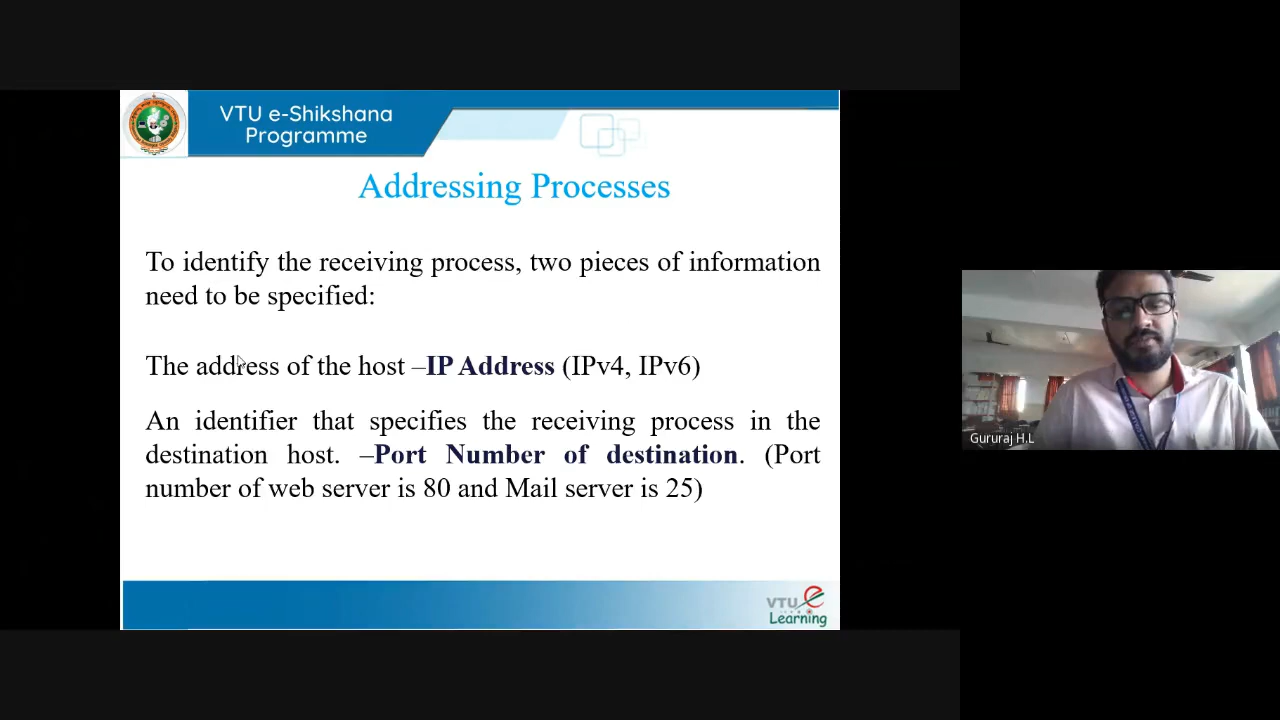 VTU e-Shikshana
Programme
Addressing Processes
To identify the receiving process, two pieces of information
need to be specified:
The address of the host –IP Address (IPv4, IPv6)
An identifier that specifies the receiving process in the
destination host. –Port Number of destination. (Port
number of web server is 80 and Mail server is 25)
VTU e
Learning
Gururaj H.L